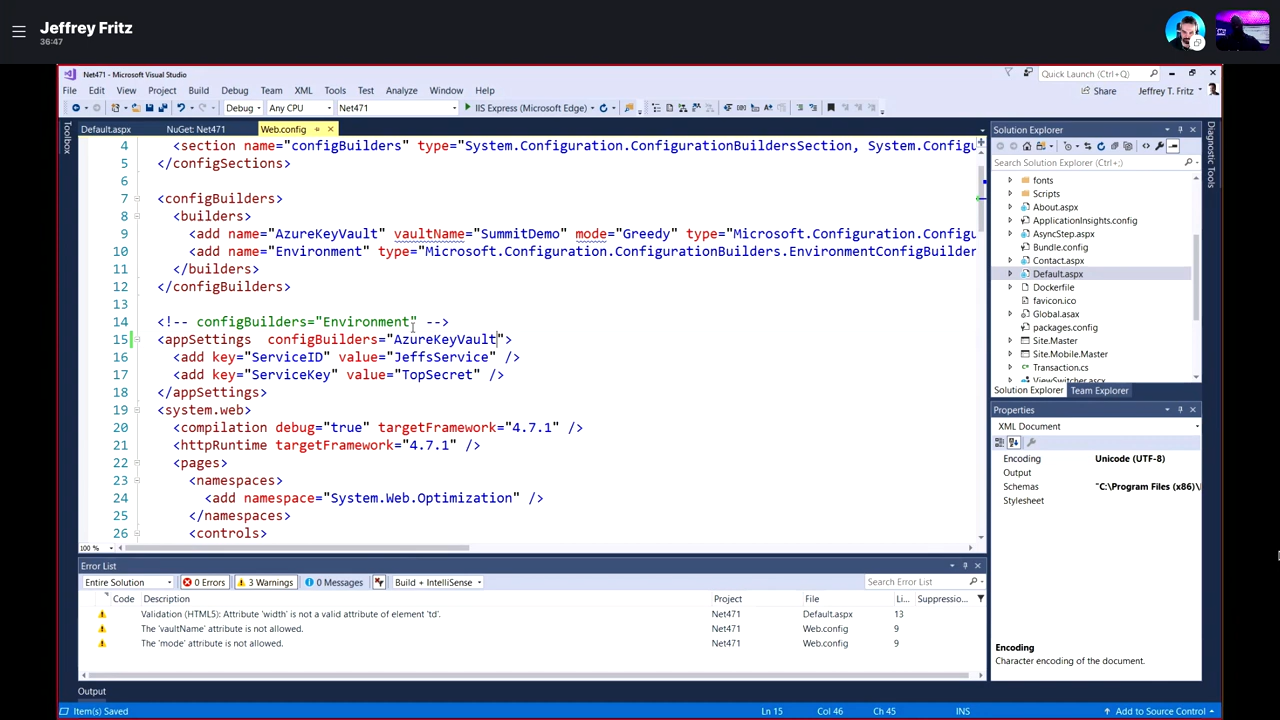 Jeffrey Fritz
36:47
Net471 - Microsoft Visual Studio
Quick Launch (Ctrl+;)
File Edit View Project Build Debug Team XML Tools Test Analyze Window Help
Share Jeffrey T. Fritz
Debug Any CPU Net471 IIS Express (Microsoft Edge)
Toolbox
Default.aspx NuGet: Net471 Web.config
4 <section name="configBuilders" type="System.Configuration.ConfigurationBuildersSection, System.Configu
5 </configSections>
6
7 <configBuilders>
8 <builders>
9 <add name="AzureKeyVault" vaultName="SummitDemo" mode="Greedy" type="Microsoft.Configuration.Configu
10 <add name="Environment" type="Microsoft.Configuration.ConfigurationBuilders.EnvironmentConfigBuilder
11 </builders>
12 </configBuilders>
13
14 <!-- configBuilders="Environment" -->
15 <appSettings configBuilders="AzureKeyVault">
16 <add key="ServiceID" value="JeffsService" />
17 <add key="ServiceKey" value="TopSecret" />
18 </appSettings>
19 <system.web>
20 <compilation debug="true" targetFramework="4.7.1" />
21 <httpRuntime targetFramework="4.7.1" />
22 <pages>
23 <namespaces>
24 <add namespace="System.Web.Optimization" />
25 </namespaces>
26 <controls>
100 %
Solution Explorer
Search Solution Explorer (Ctrl+;)
fonts
Scripts
About.aspx
ApplicationInsights.config
AsyncStep.aspx
Bundle.config
Contact.aspx
Default.aspx
Dockerfile
favicon.ico
Global.asax
packages.config
Site.Master
Site.Mobile.Master
Transaction.cs
ViewSwitcher.ascx
Solution Explorer Team Explorer
Diagnostic Tools
Properties
XML Document
Encoding Unicode (UTF-8)
Output
Schemas "C:\Program Files (x86)\
Stylesheet
Encoding
Character encoding of the document.
Error List
Entire Solution 0 Errors 3 Warnings 0 Messages Build + IntelliSense Search Error List
Code Description Project File Li... Suppressio...
Validation (HTML5): Attribute 'width' is not a valid attribute of element 'td'. Net471 Default.aspx 13
The 'vaultName' attribute is not allowed. Net471 Web.config 9
The 'mode' attribute is not allowed. Net471 Web.config 9
Output
Item(s) Saved Ln 15 Col 46 Ch 45 INS Add to Source Control